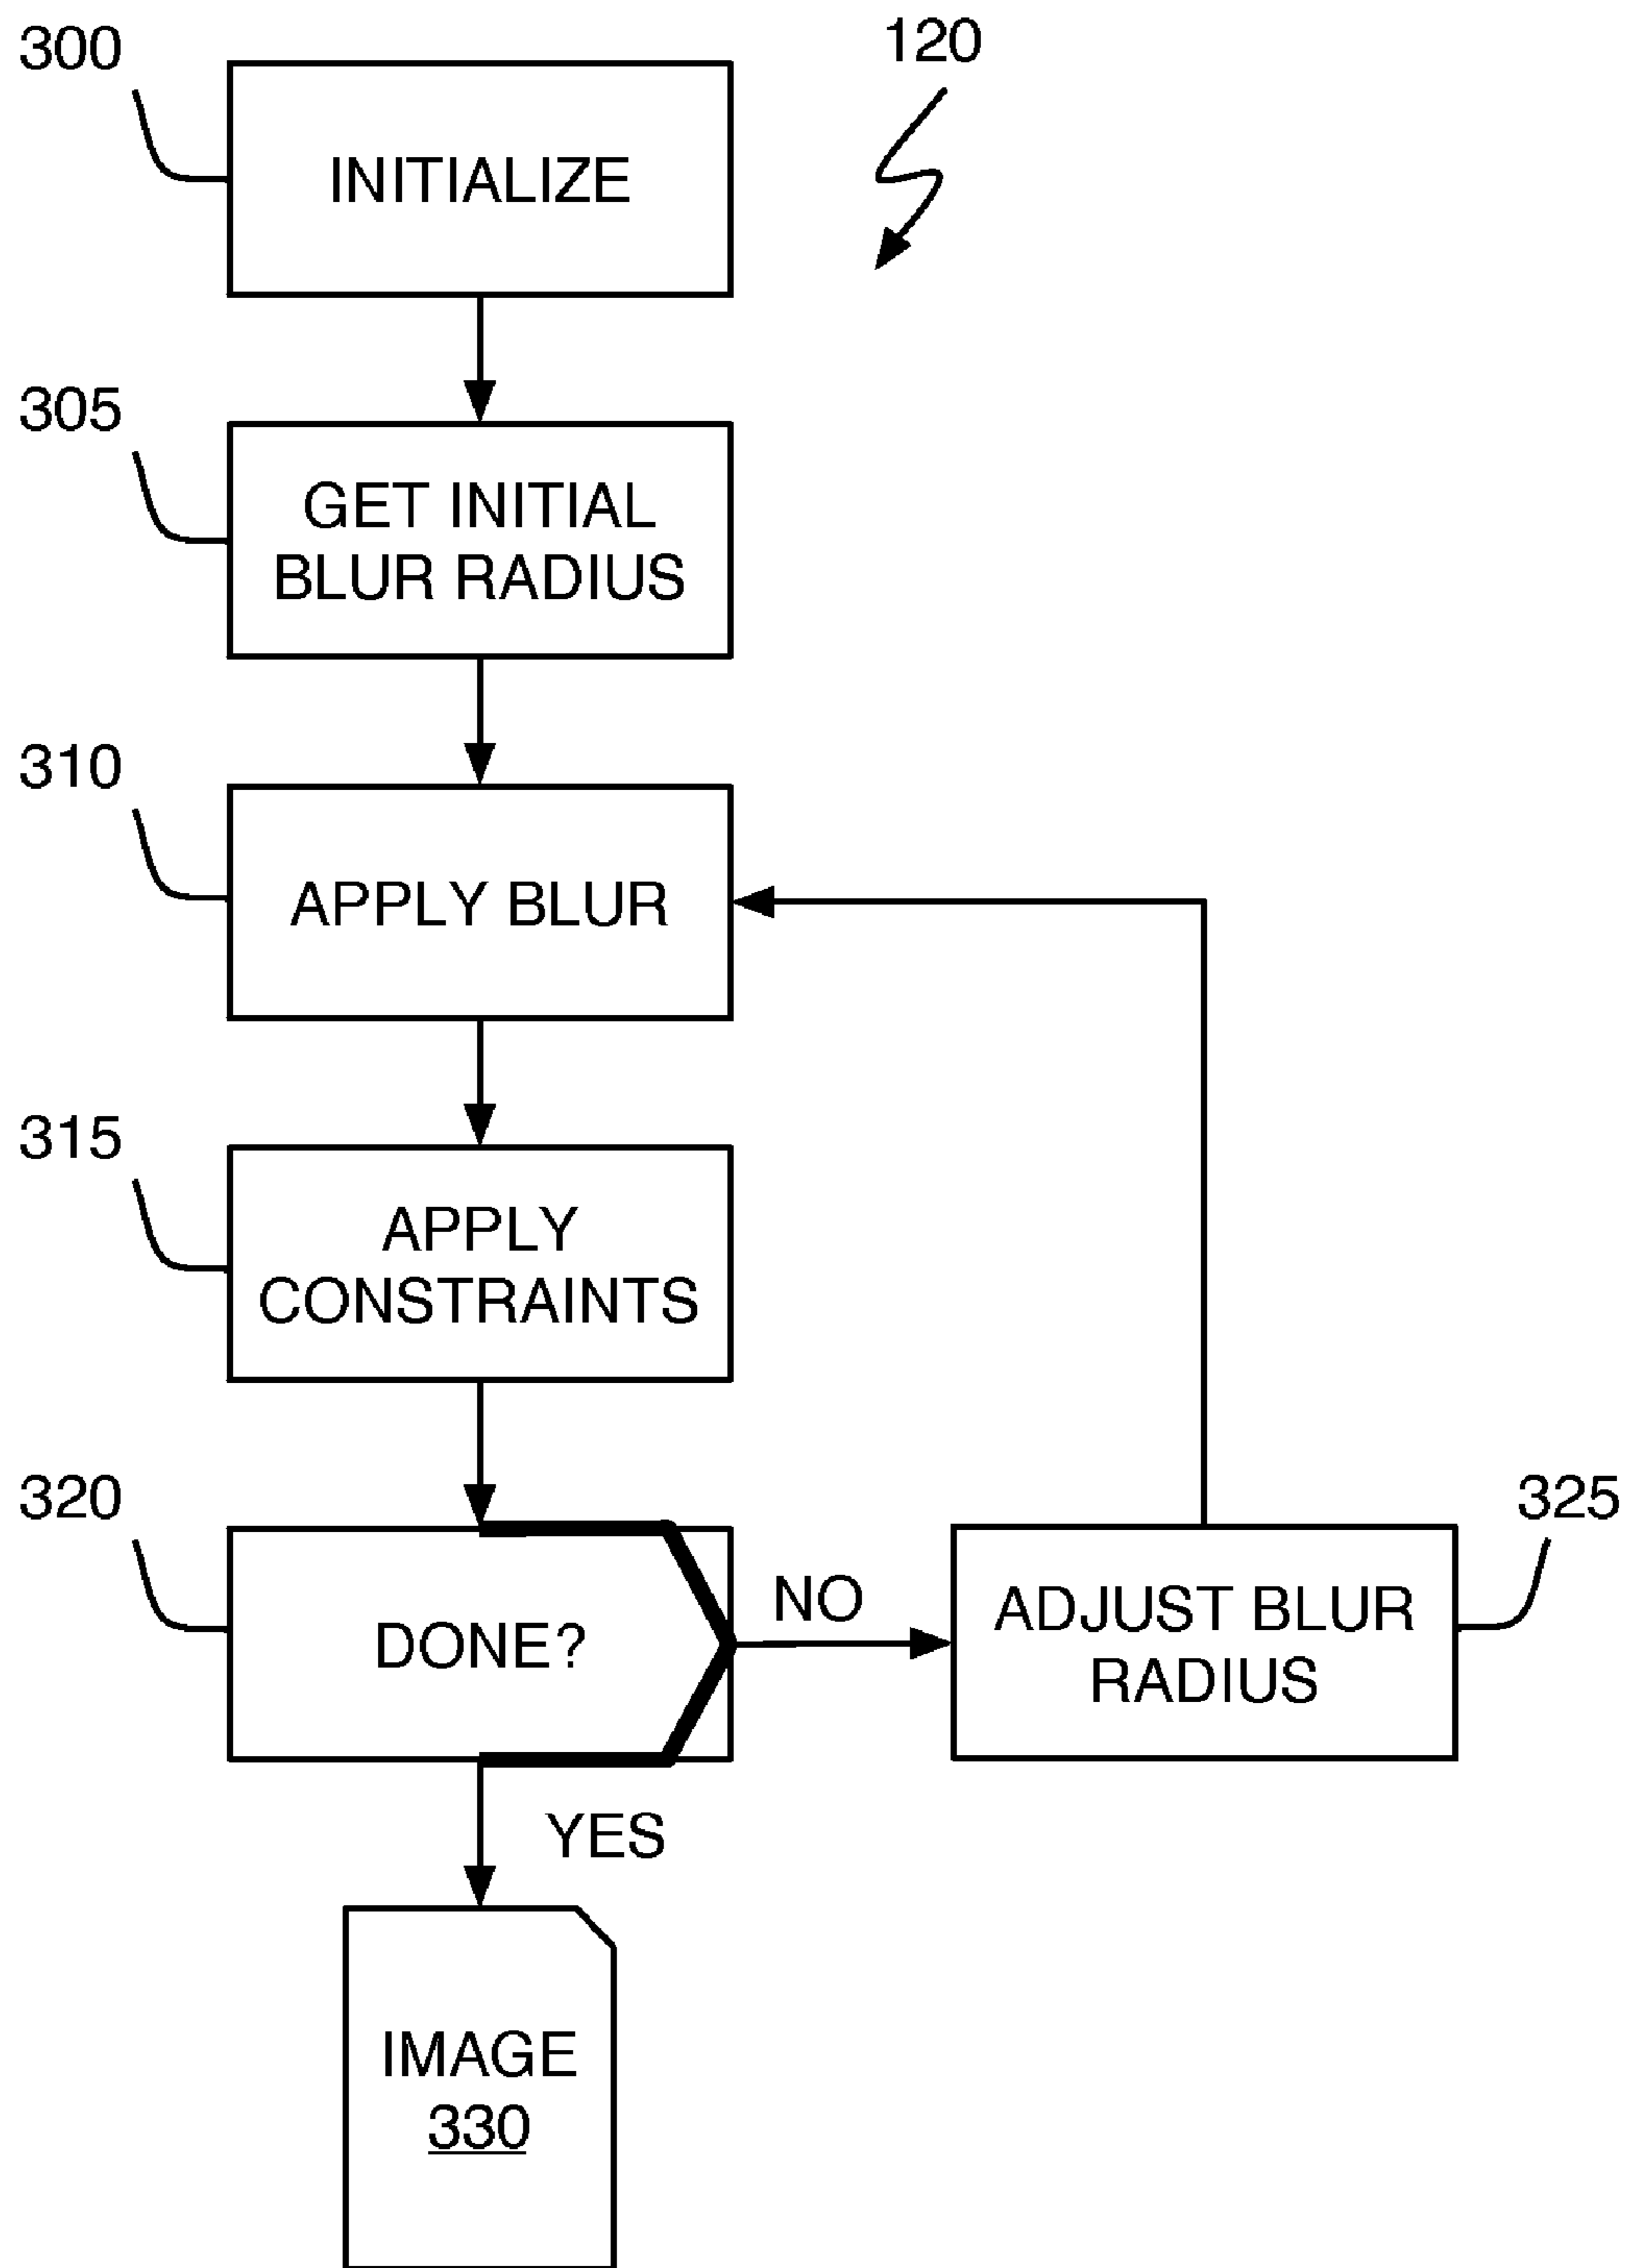 300
120
INITIALIZE
305
GET INITIAL
BLUR RADIUS
310
APPLY BLUR
315
APPLY
CONSTRAINTS
320
325
DONE?
NO
ADJUST BLUR
RADIUS
YES
IMAGE
330